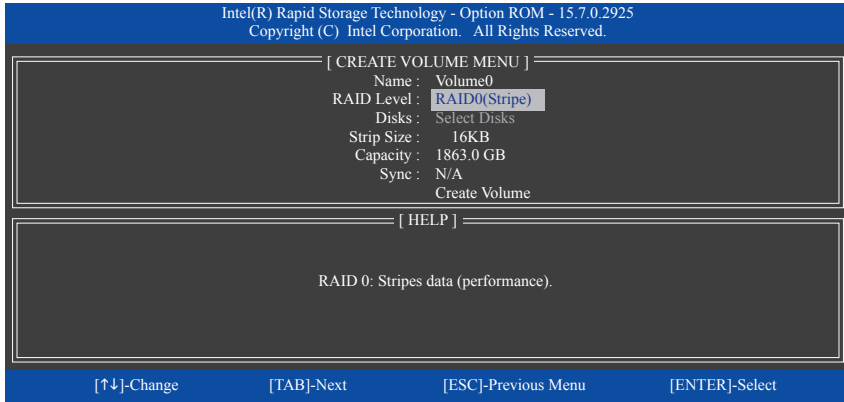 Intel(R) Rapid Storage Technology - Option ROM - 15.7.0.2925
Copyright (C) Intel Corporation. All Rights Reserved.
[ CREATE VOLUME MENU ]
Name : Volume0
RAID Level : RAID0(Stripe)
Disks : Select Disks
Strip Size : 16KB
Capacity : 1863.0 GB
Sync : N/A
Create Volume
[ HELP ]
RAID 0: Stripes data (performance).
[↑↓]-Change [TAB]-Next [ESC]-Previous Menu [ENTER]-Select